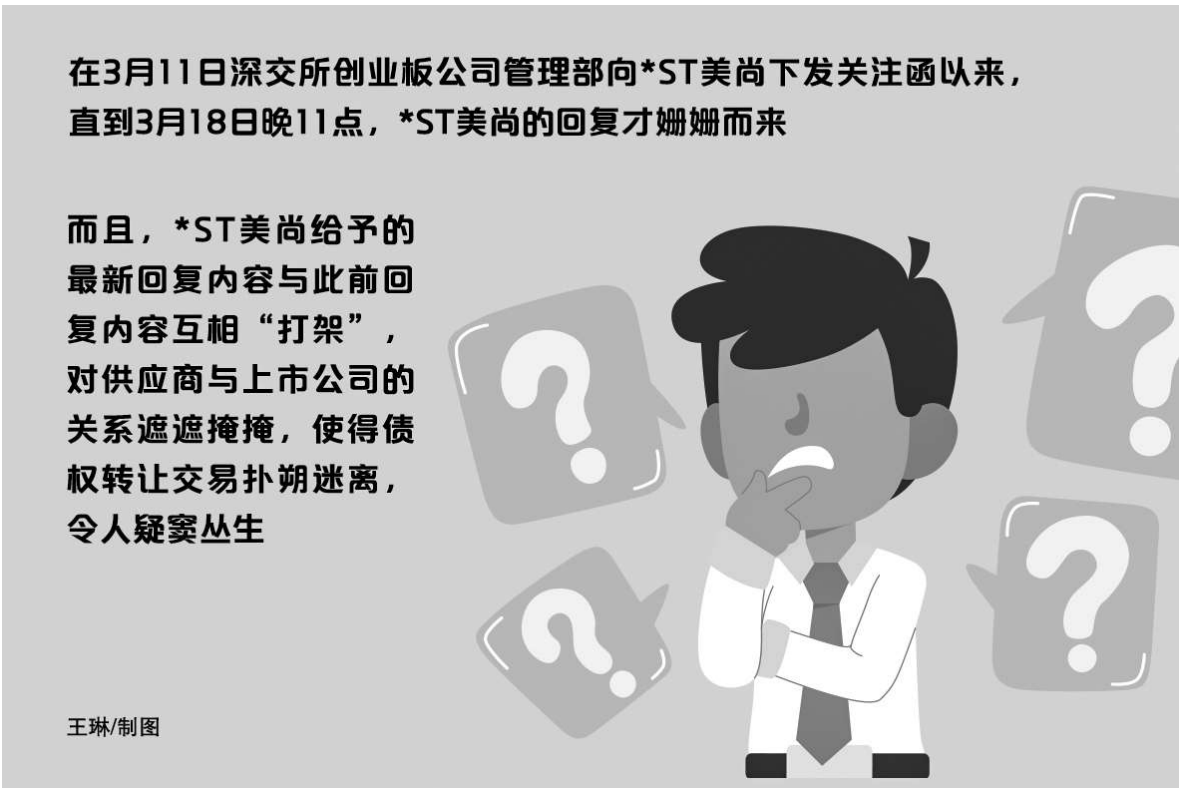 在3月11日深交所创业板公司管理部向*ST美尚下发关注函以来，
直到3月18日晚11点，*ST美尚的回复才姗姗而来
而且，*ST美尚给予的
最新回复内容与此前回
复内容互相“打架”，
对供应商与上市公司的
关系遮遮掩掩，使得债
权转让交易扑朔迷离，
令人疑窦丛生
王琳/制图